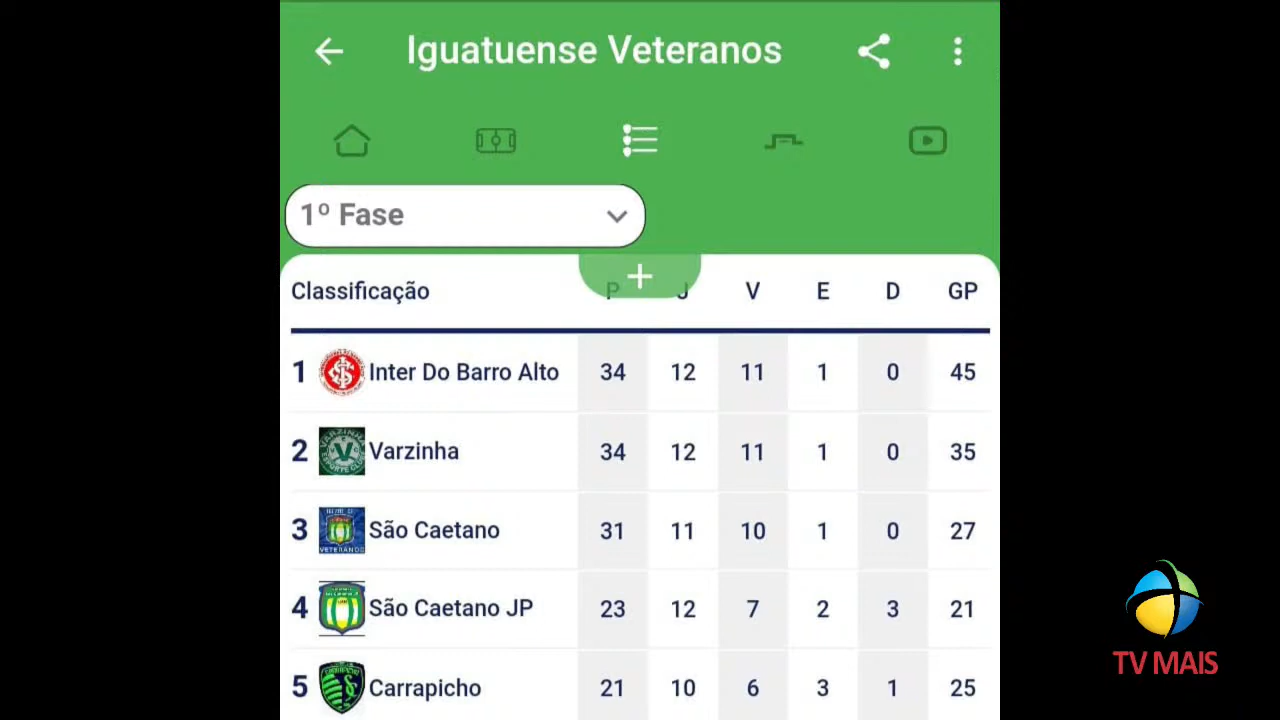 Iguatuense Veteranos
1º Fase
Classificação P J V E D GP
1 Inter Do Barro Alto 34 12 11 1 0 45
2 Varzinha 34 12 11 1 0 35
3 São Caetano 31 11 10 1 0 27
VETERANOS
4 São Caetano JP 23 12 7 2 3 21
5 Carrapicho 21 10 6 3 1 25
TV MAIS